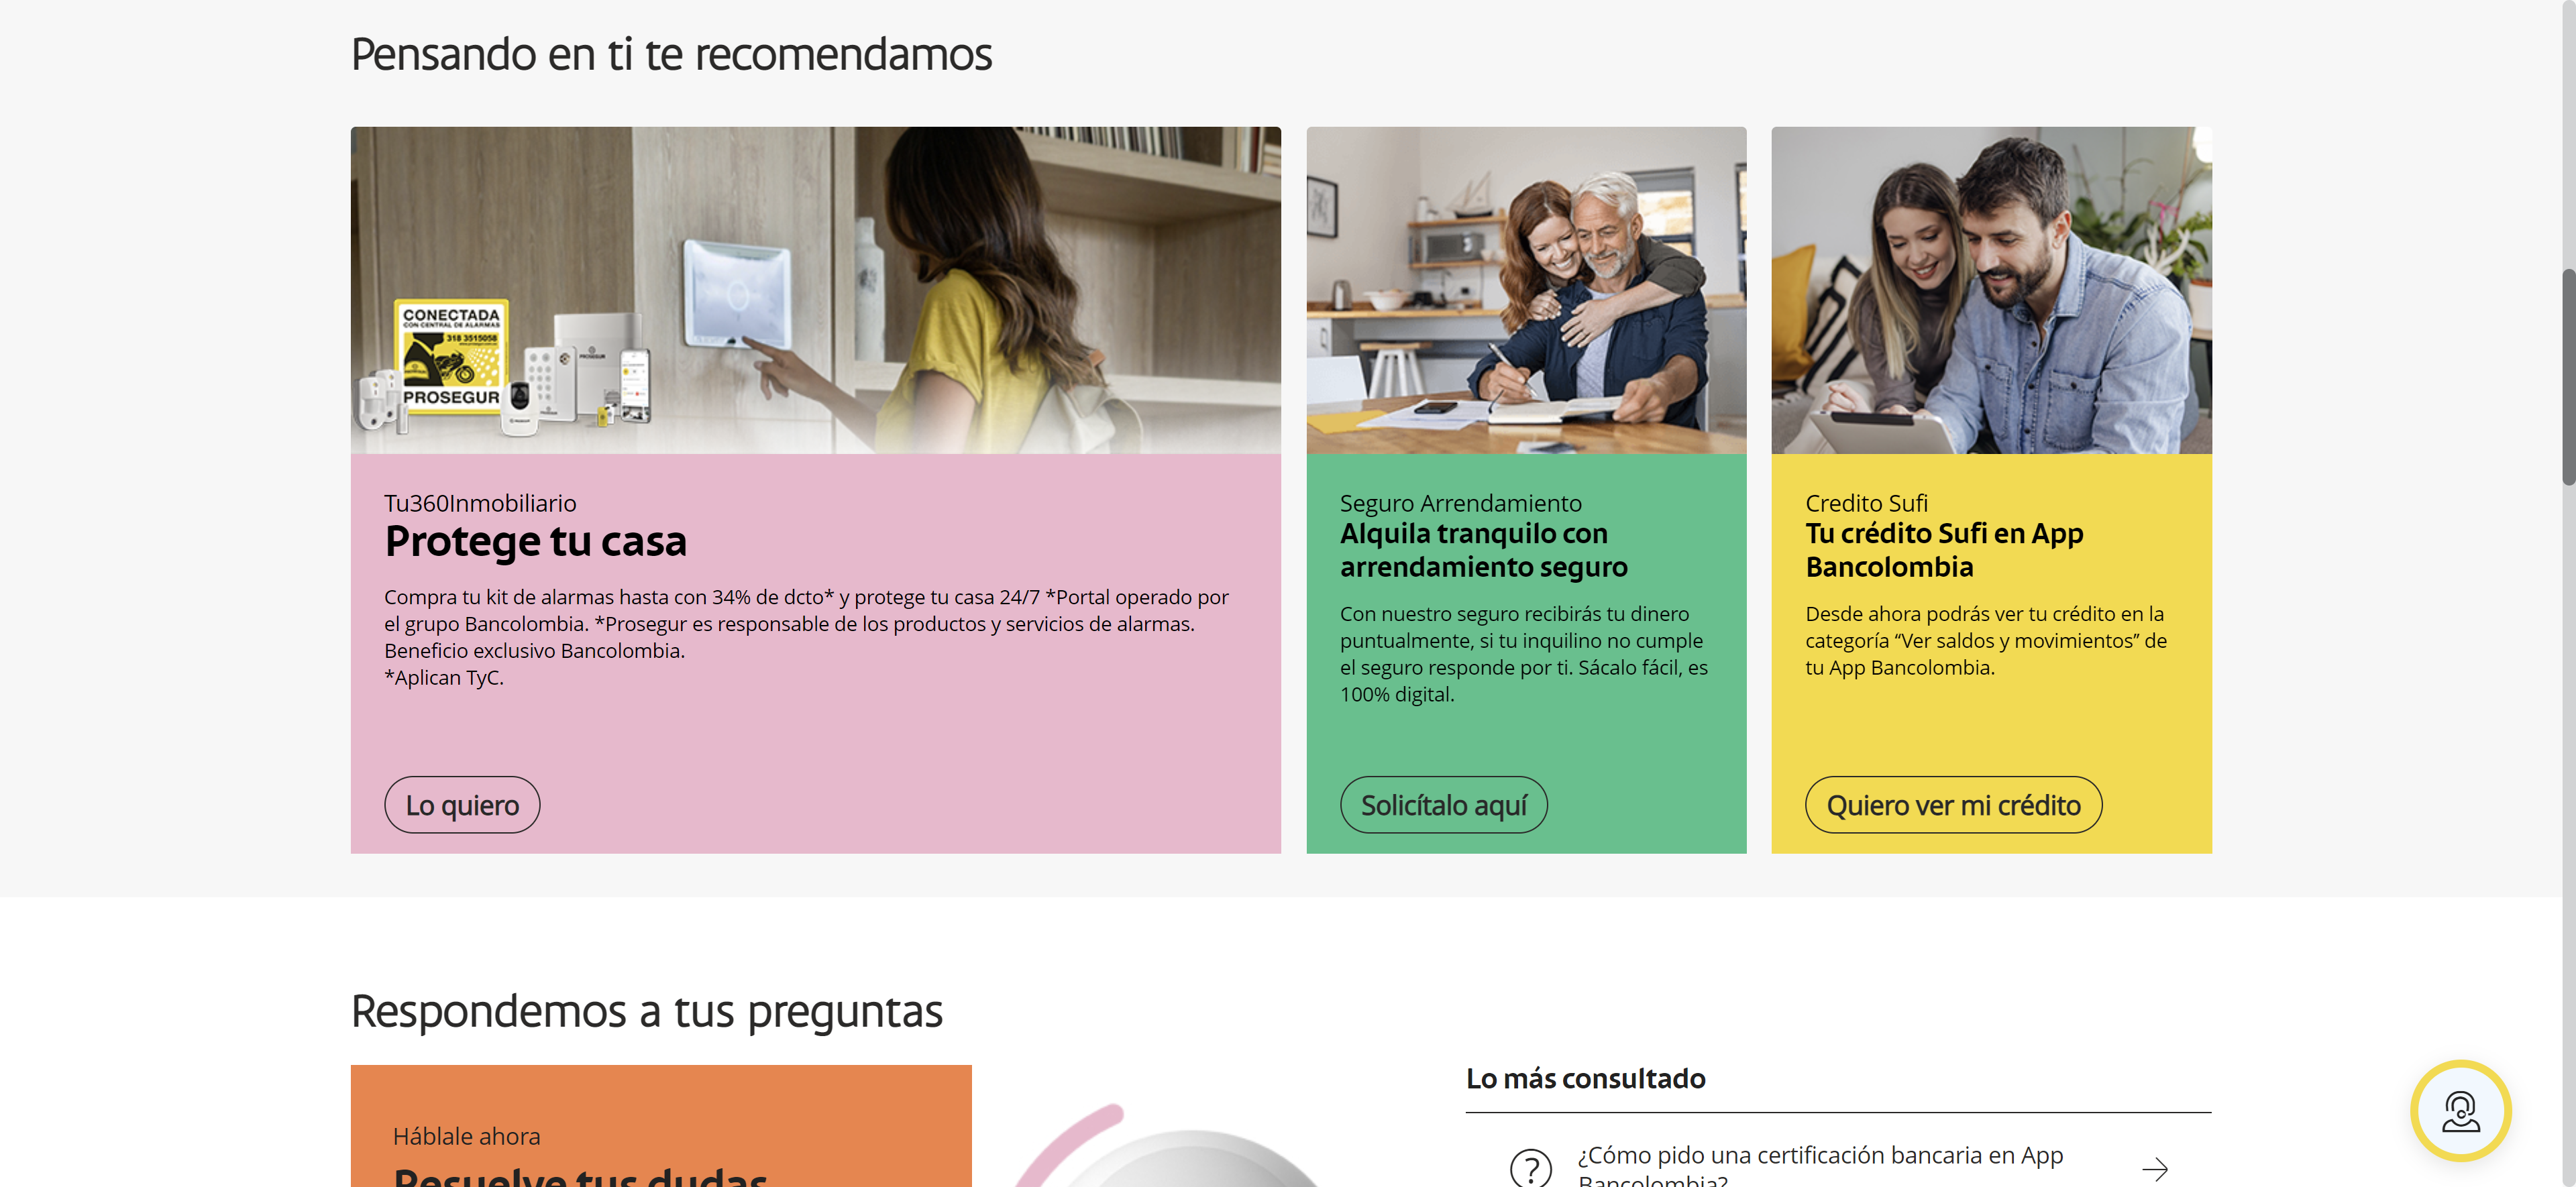 Pensando en ti te recomendamos
CONECTADA
CON CENTRAL DE ALARMAS
318 3515058
PROSEGUR
PROSEGUR
Tu360Inmobiliario
Protege tu casa
Compra tu kit de alarmas hasta con 34% de dcto* y protege tu casa 24/7 *Portal operado por
el grupo Bancolombia. *Prosegur es responsable de los productos y servicios de alarmas.
Beneficio exclusivo Bancolombia.
*Aplican TyC.
Lo quiero
Seguro Arrendamiento
Alquila tranquilo con
arrendamiento seguro
Con nuestro seguro recibirás tu dinero
puntualmente, si tu inquilino no cumple
el seguro responde por ti. Sácalo fácil, es
100% digital.
Solicítalo aquí
Credito Sufi
Tu crédito Sufi en App
Bancolombia
Desde ahora podrás ver tu crédito en la
categoría “Ver saldos y movimientos” de
tu App Bancolombia.
Quiero ver mi crédito
Respondemos a tus preguntas
Háblale ahora
Resuelve tus dudas
Lo más consultado
¿Cómo pido una certificación bancaria en App
Bancolombia?